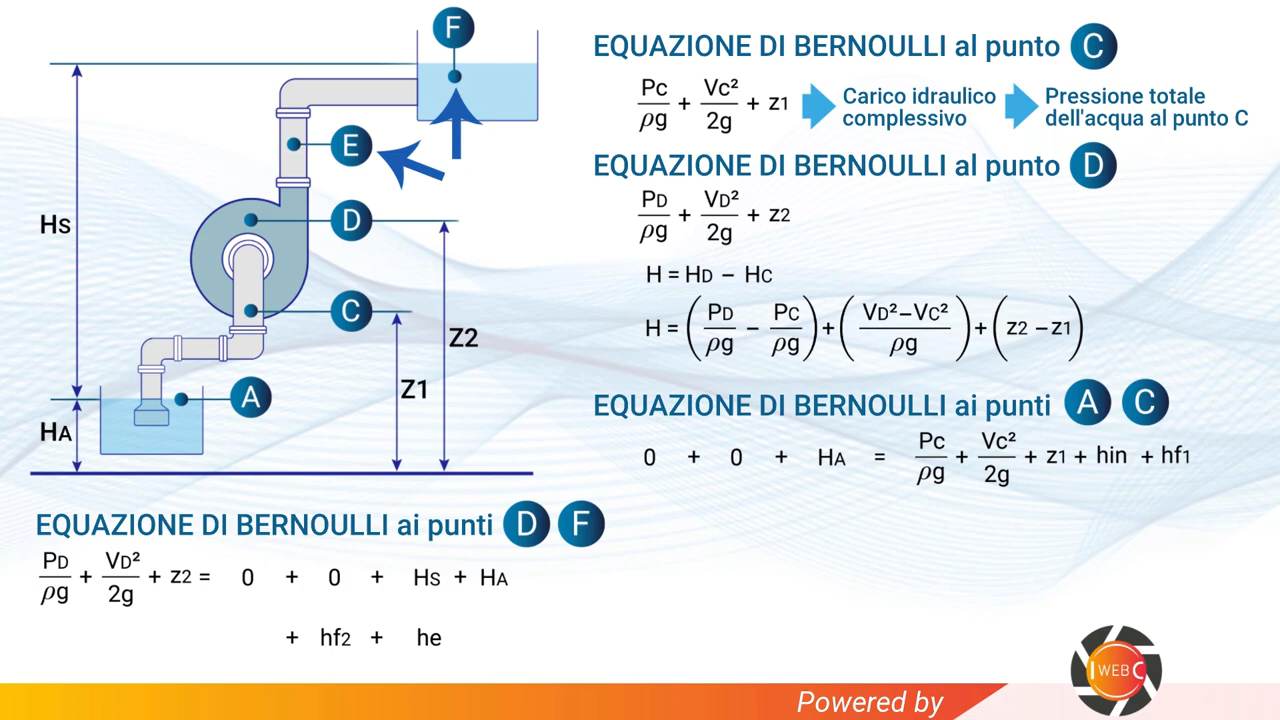 F
E
D
C
A
Hs
HA
Z1
Z2
EQUAZIONE DI BERNOULLI al punto C
Pc/ρg + Vc²/2g + z1
Carico idraulico
complessivo
Pressione totale
dell'acqua al punto C
EQUAZIONE DI BERNOULLI al punto D
PD/ρg + VD²/2g + z2
H = HD − HC
H = (PD/ρg − PC/ρg) + (VD²−VC²/ρg) + (z2 − z1)
EQUAZIONE DI BERNOULLI ai punti A C
0 + 0 + HA = Pc/ρg + Vc²/2g + z1 + hin + hf1
EQUAZIONE DI BERNOULLI ai punti D F
PD/ρg + VD²/2g + z2 = 0 + 0 + Hs + HA
+ hf2 + he
I WEB C
Powered by